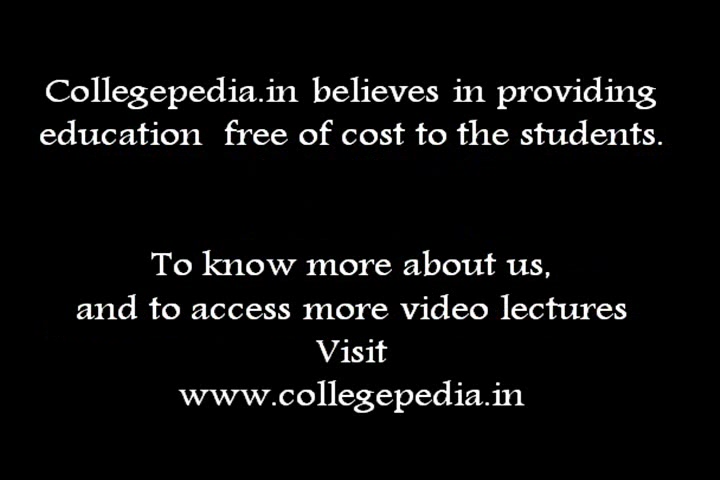 Collegepedia.in believes in providing
education free of cost to the students.
To know more about us,
and to access more video lectures
Visit
www.collegepedia.in